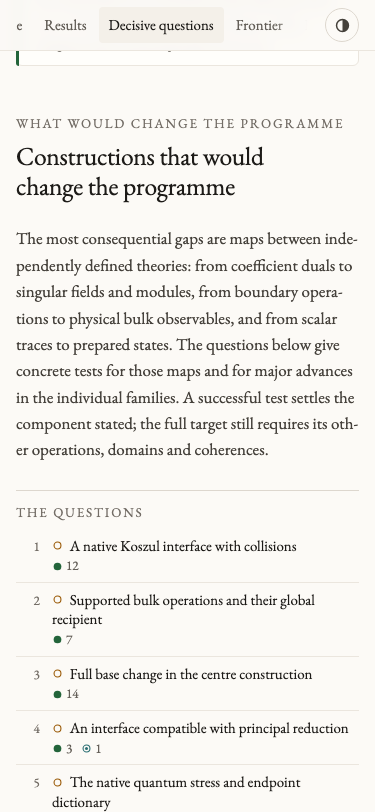 e Results Decisive questions Frontier
WHAT WOULD CHANGE THE PROGRAMME
Constructions that would
change the programme
The most consequential gaps are maps between inde-
pendently defined theories: from coefficient duals to
singular fields and modules, from boundary opera-
tions to physical bulk observables, and from scalar
traces to prepared states. The questions below give
concrete tests for those maps and for major advances
in the individual families. A successful test settles the
component stated; the full target still requires its oth-
er operations, domains and coherences.
THE QUESTIONS
1 A native Koszul interface with collisions
12
2 Supported bulk operations and their global
recipient
7
3 Full base change in the centre construction
14
4 An interface compatible with principal reduction
3 1
5 The native quantum stress and endpoint
dictionary